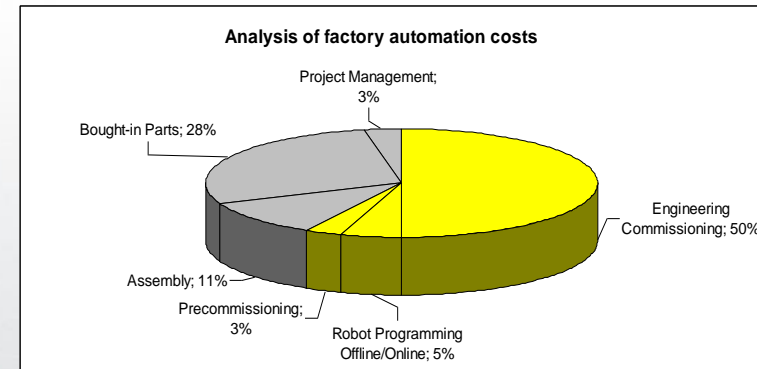 Analysis of factory automation costs
Project Management;
3%
Bought-in Parts; 28%
Engineering
Commissioning; 50%
Assembly; 11%
Precommissioning;
3%
Robot Programming
Offline/Online; 5%